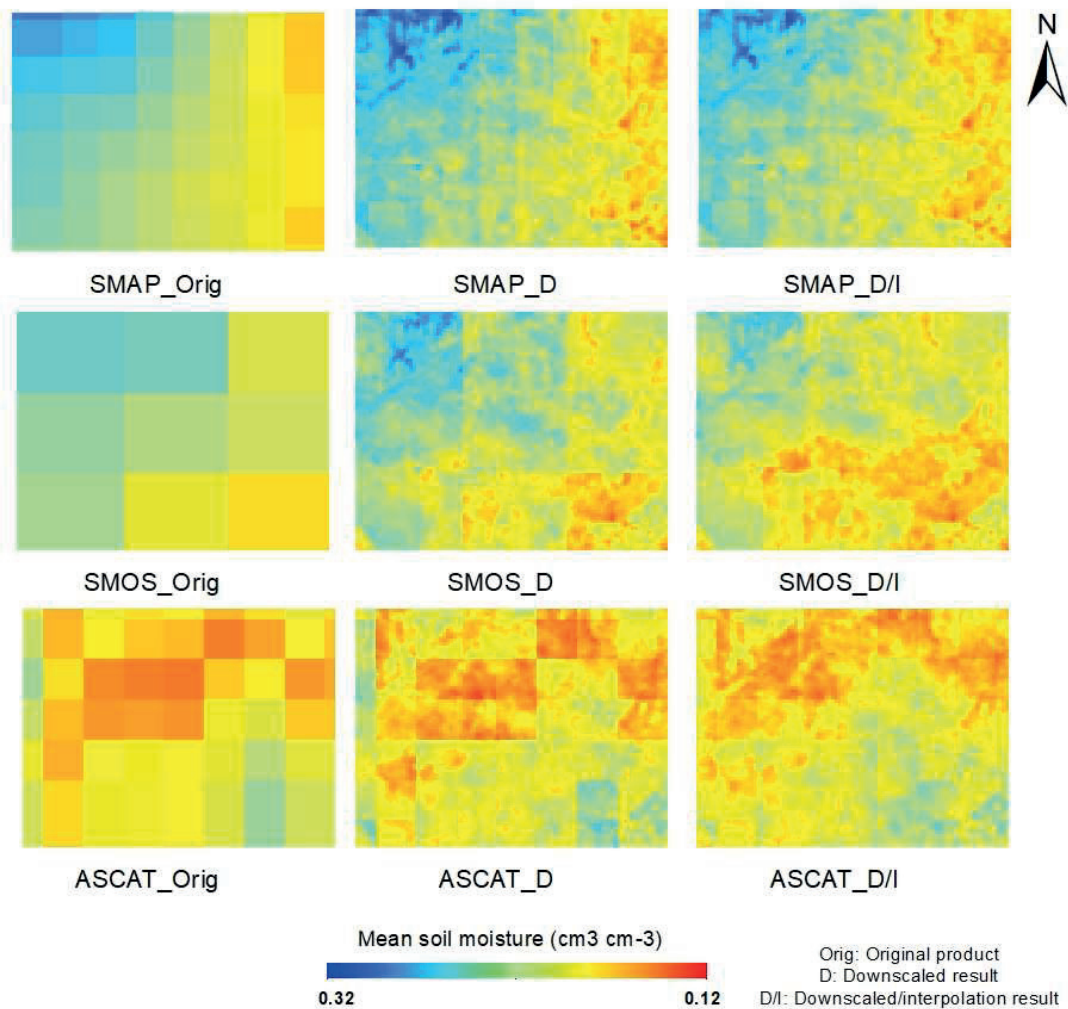 N
SMAP_Orig SMAP_D SMAP_D/I
SMOS_Orig SMOS_D SMOS_D/I
ASCAT_Orig ASCAT_D ASCAT_D/I
Mean soil moisture (cm3 cm-3)
0.32 0.12
Orig: Original product
D: Downscaled result
D/I: Downscaled/interpolation result